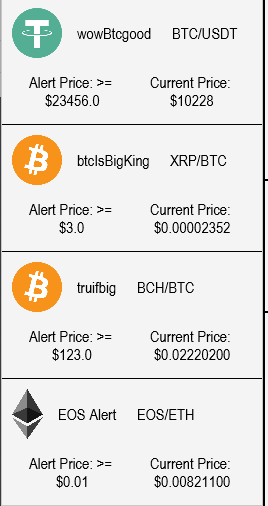 wowBtcgood BTC/USDT
Alert Price: >= Current Price:
$23456.0 $10228
btcIsBigKing XRP/BTC
Alert Price: >= Current Price:
$3.0 $0.00002352
truifbig BCH/BTC
Alert Price: >= Current Price:
$123.0 $0.02220200
EOS Alert EOS/ETH
Alert Price: >= Current Price:
$0.01 $0.00821100